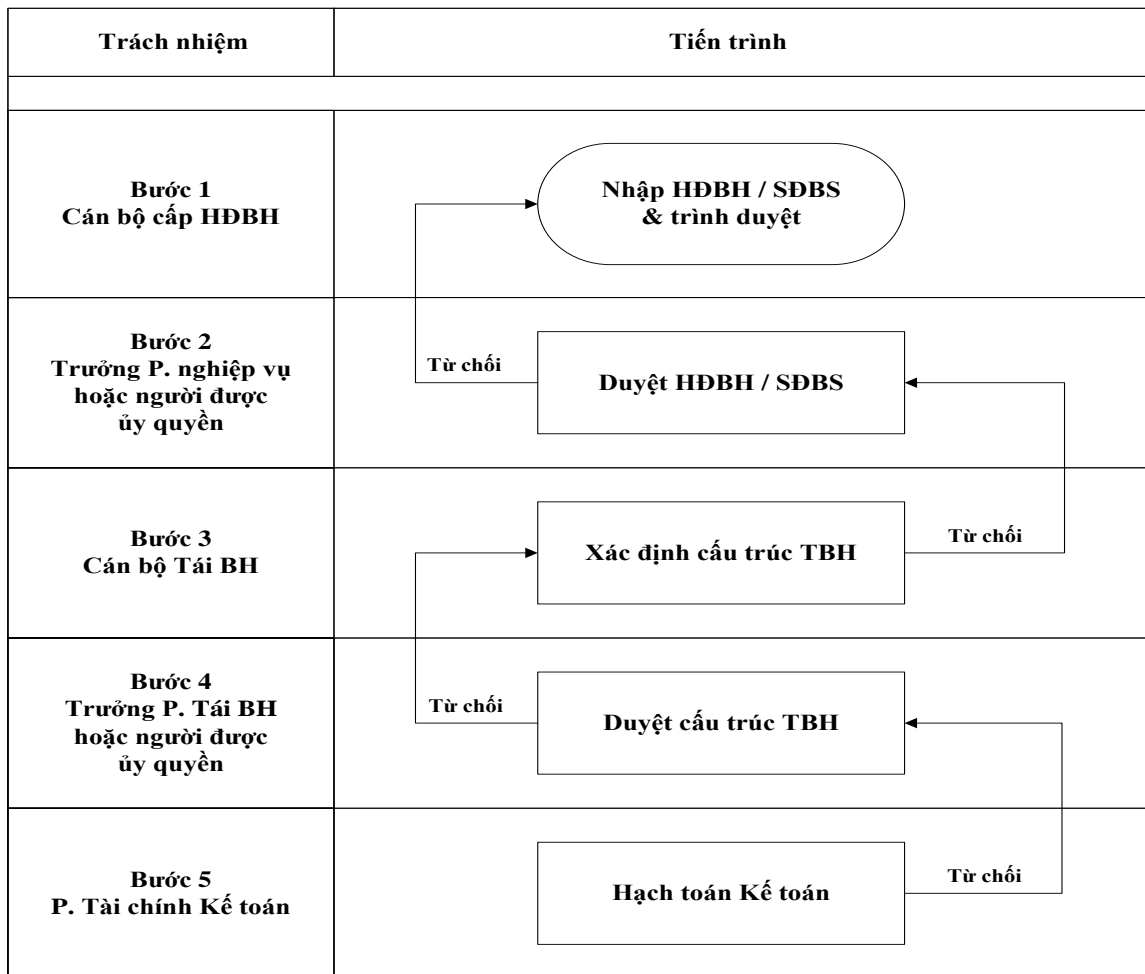 Trách nhiệm
Tiến trình
Bước 1
Cán bộ cấp HĐBH
Nhập HĐBH / SĐBS
& trình duyệt
Bước 2
Trưởng P. nghiệp vụ
hoặc người được
ủy quyền
Từ chối
Duyệt HĐBH / SĐBS
Bước 3
Cán bộ Tái BH
Xác định cấu trúc TBH
Từ chối
Bước 4
Trưởng P. Tái BH
hoặc người được
ủy quyền
Từ chối
Duyệt cấu trúc TBH
Bước 5
P. Tài chính Kế toán
Hạch toán Kế toán
Từ chối